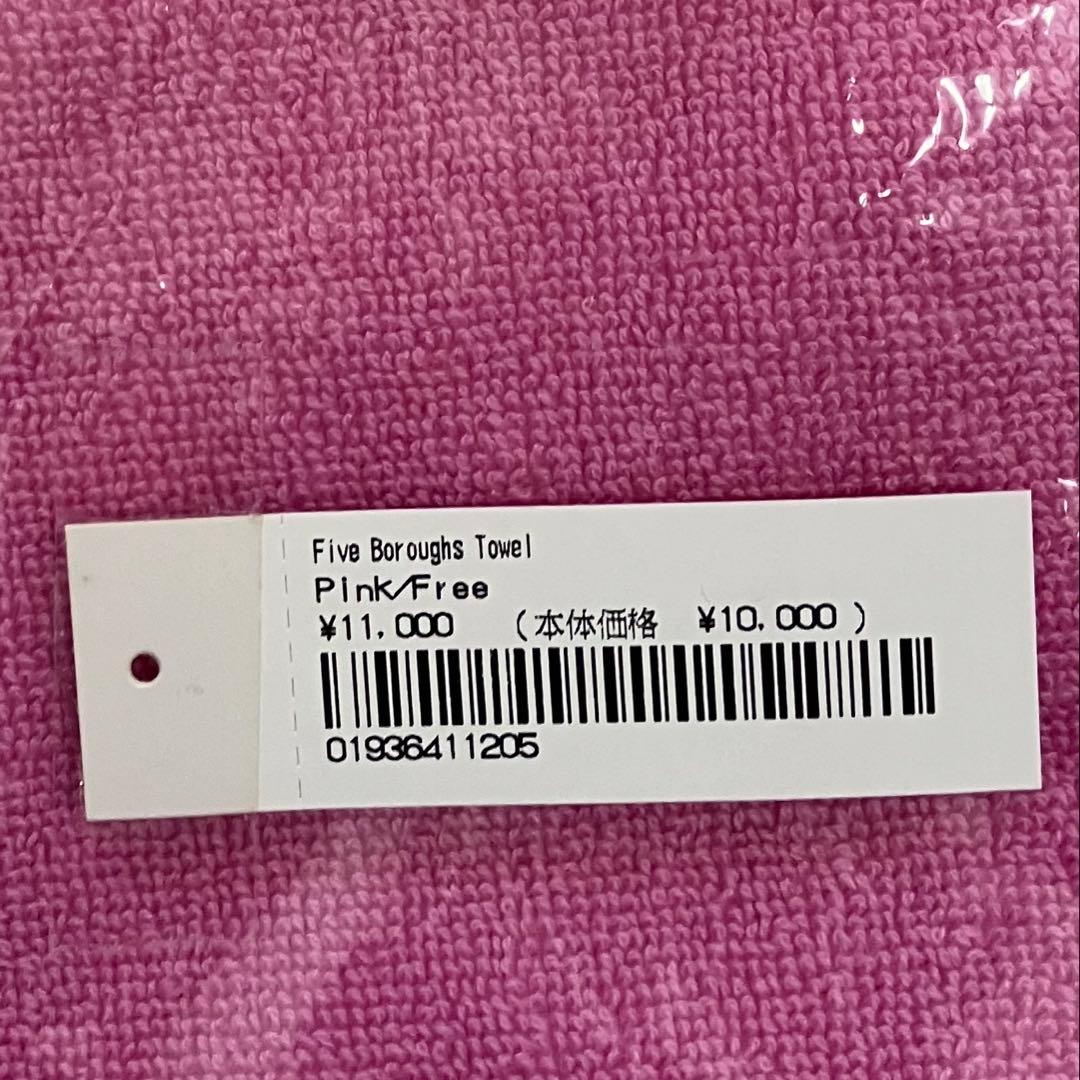 Five Boroughs Towel
Pink/Free
¥11,000 (本体価格 ¥10,000 )
01936411205